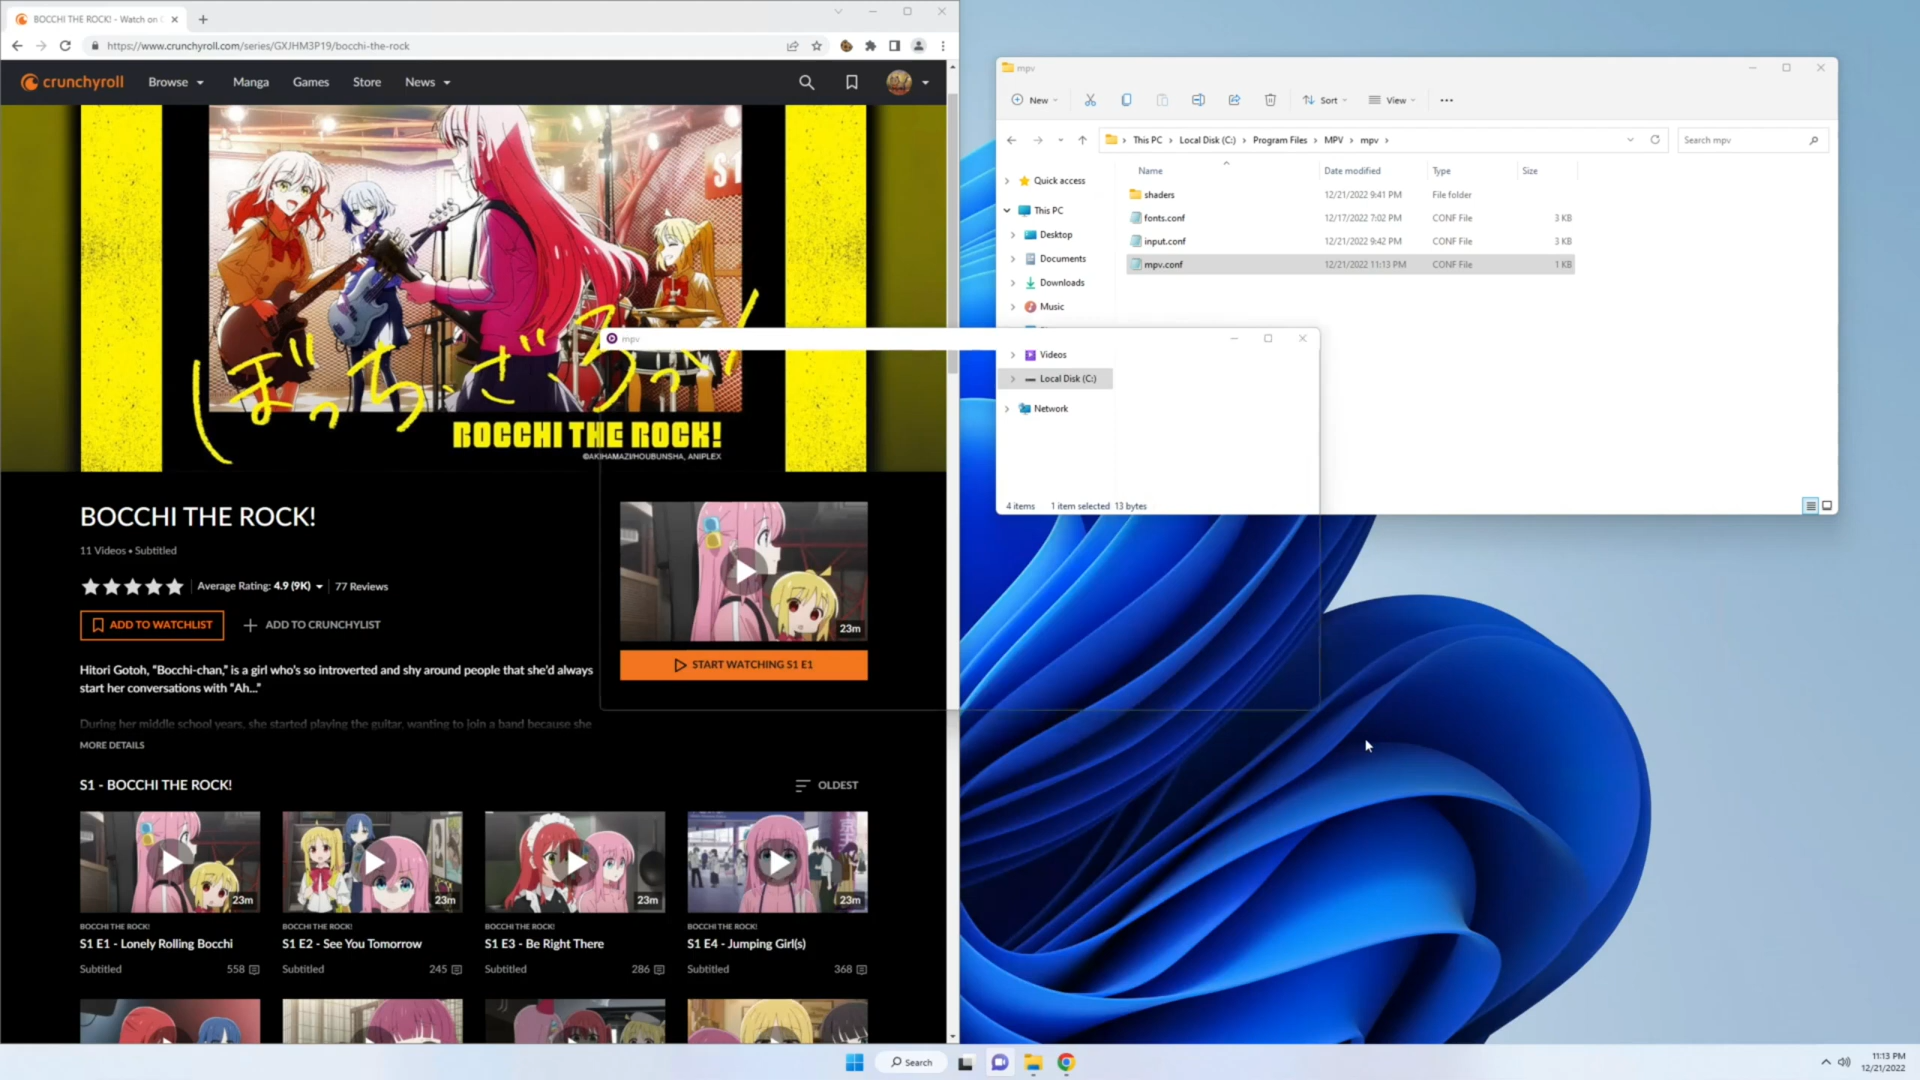 BOCCHI THE ROCK! - Watch on C
https://www.crunchyroll.com/series/GXJHM3P19/bocchi-the-rock
crunchyroll
Browse
Manga
Games
Store
News
ぼっち・ざ・ろっく!
BOCCHI THE ROCK!
©AKIHAMAZI/HOUBUNSHA, ANIPLEX
BOCCHI THE ROCK!
11 Videos • Subtitled
Average Rating: 4.9 (9K)
77 Reviews
ADD TO WATCHLIST
ADD TO CRUNCHYLIST
23m
START WATCHING S1 E1
Hitori Gotoh, “Bocchi-chan,” is a girl who's so introverted and shy around people that she'd always
start her conversations with “Ah...”
During her middle school years, she started playing the guitar, wanting to join a band because she
MORE DETAILS
S1 - BOCCHI THE ROCK!
OLDEST
23m
23m
23m
23m
BOCCHI THE ROCK!
BOCCHI THE ROCK!
BOCCHI THE ROCK!
BOCCHI THE ROCK!
S1 E1 - Lonely Rolling Bocchi
S1 E2 - See You Tomorrow
S1 E3 - Be Right There
S1 E4 - Jumping Girl(s)
Subtitled 558
Subtitled 245
Subtitled 286
Subtitled 368
mpv
mpv
New
Sort
View
This PC
Local Disk (C:)
Program Files
MPV
mpv
Search mpv
Name
Date modified
Type
Size
shaders 12/21/2022 9:41 PM File folder
fonts.conf 12/17/2022 7:02 PM CONF File 3 KB
input.conf 12/21/2022 9:42 PM CONF File 3 KB
mpv.conf 12/21/2022 11:13 PM CONF File 1 KB
Quick access
This PC
Desktop
Documents
Downloads
Music
Videos
Local Disk (C:)
Network
4 items
1 item selected 13 bytes
Search
11:13 PM
12/21/2022